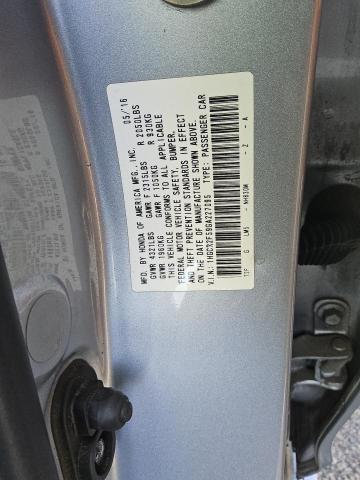 MFD. BY HONDA OF AMERICA MFG., INC. 05/16
GVWR 4321LBS GAWR F 2315LBS R 2050LBS
GVWR 1960KG GAWR F 1050KG R 930KG
THIS VEHICLE CONFORMS TO ALL APPLICABLE
FEDERAL MOTOR VEHICLE SAFETY, BUMPER,
AND THEFT PREVENTION STANDARDS IN EFFECT
ON THE DATE OF MANUFACTURE SHOWN ABOVE.
V.I.N.: TYPE: PASSENGER CAR
G LM5 Z A